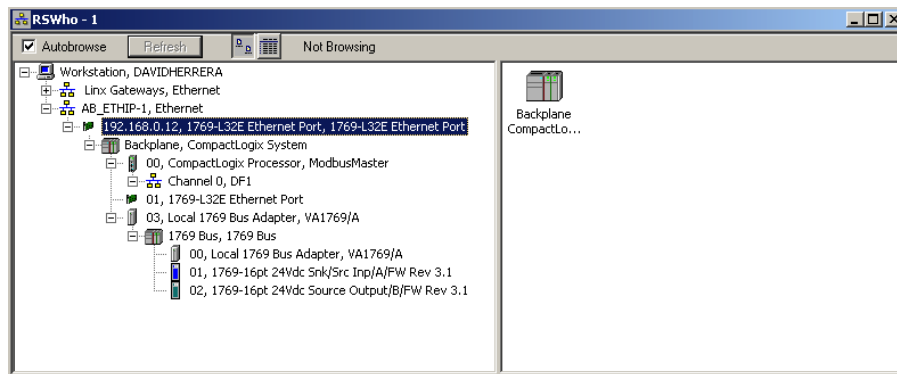 RSWho - 1
Autobrowse Refresh Not Browsing
Workstation, DAVIDHERRERA
Linx Gateways, Ethernet
AB_ETHIP-1, Ethernet
192.168.0.12, 1769-L32E Ethernet Port, 1769-L32E Ethernet Port
Backplane, CompactLogix System
00, CompactLogix Processor, ModbusMaster
Channel 0, DF1
01, 1769-L32E Ethernet Port
03, Local 1769 Bus Adapter, VA1769/A
1769 Bus, 1769 Bus
00, Local 1769 Bus Adapter, VA1769/A
01, 1769-16pt 24Vdc Snk/Src Inp/A/FW Rev 3.1
02, 1769-16pt 24Vdc Source Output/B/FW Rev 3.1
Backplane
CompactLo...